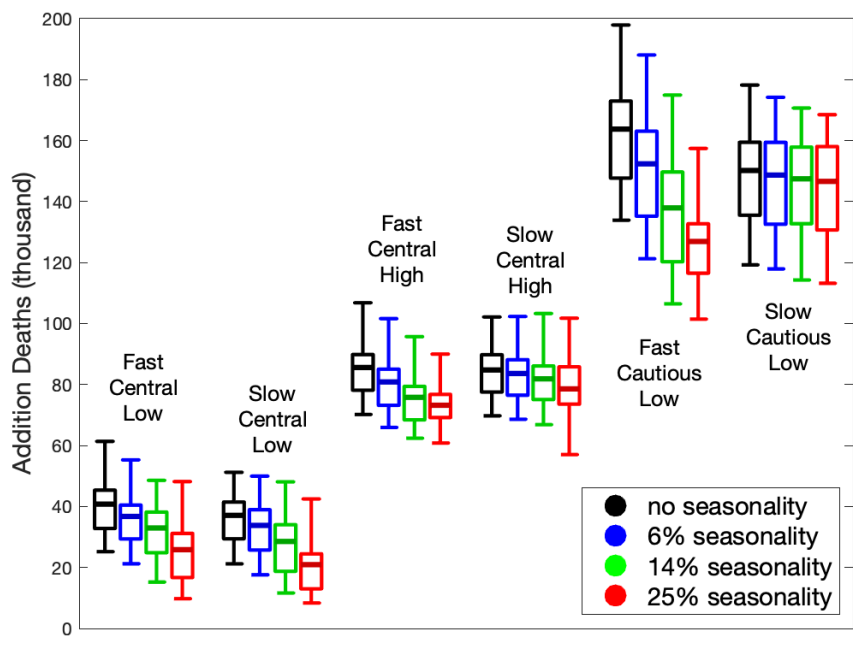 200
180
160
140
120
100
80
60
40
20
0
Addition Deaths (thousand)
Fast
Central
Low
Slow
Central
Low
Fast
Central
High
Slow
Central
High
Fast
Cautious
Low
Slow
Cautious
Low
no seasonality
6% seasonality
14% seasonality
25% seasonality